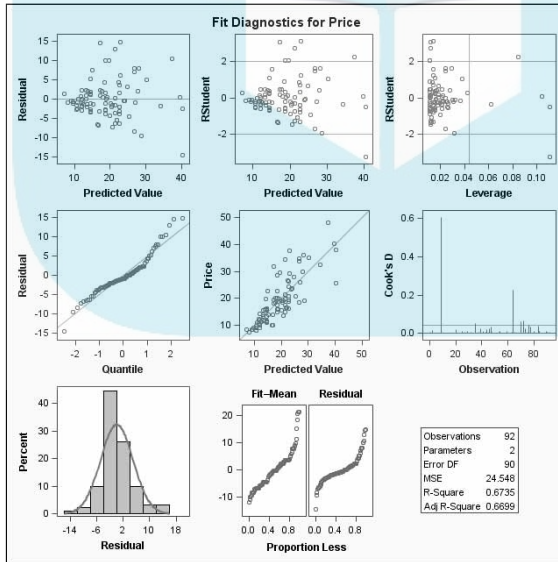 Fit Diagnostics for Price
Residual
15
10
5
0
-5
-10
-15
10 20 30 40
Predicted Value
RStudent
2
0
-2
10 20 30 40
Predicted Value
RStudent
2
0
-2
0.02 0.04 0.06 0.08 0.10
Leverage
Residual
15
10
5
0
-5
-10
-15
-2 -1 0 1 2
Quantile
Price
50
40
30
20
10
10 20 30 40 50
Predicted Value
Cook's D
0.6
0.4
0.2
0.0
0 20 40 60 80
Observation
Percent
40
30
20
10
0
-14 -6 2 10 18
Residual
Fit–Mean Residual
20
10
0
-10
0.0 0.4 0.8 0.0 0.4 0.8
Proportion Less
Observations 92
Parameters 2
Error DF 90
MSE 24.548
R-Square 0.6735
Adj R-Square 0.6699